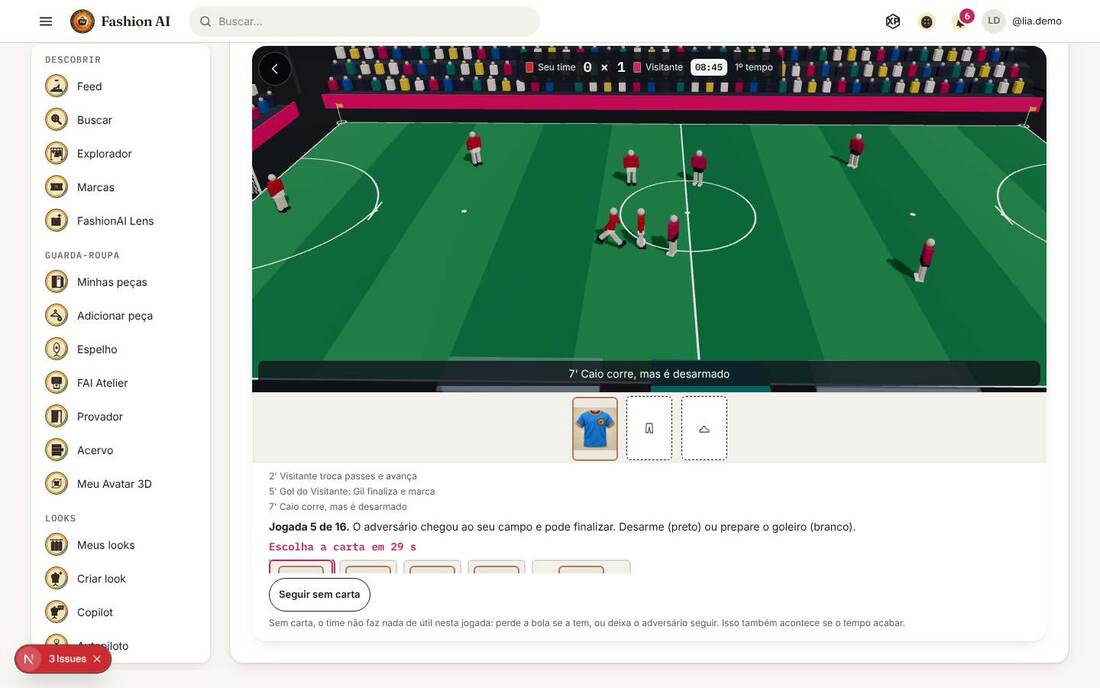 Fashion AI
Buscar...
XP
6
LD
@lia.demo
DESCOBRIR
Feed
Buscar
Explorador
Marcas
FashionAI Lens
GUARDA-ROUPA
Minhas peças
Adicionar peça
Espelho
FAI Atelier
Provador
Acervo
Meu Avatar 3D
LOOKS
Meus looks
Criar look
Copilot
Autopiloto
N
3 Issues
Seu time 0 × 1 Visitante 08:45 1º tempo
7' Caio corre, mas é desarmado
2' Visitante troca passes e avança
5' Gol do Visitante: Gil finaliza e marca
7' Caio corre, mas é desarmado
Jogada 5 de 16. O adversário chegou ao seu campo e pode finalizar. Desarme (preto) ou prepare o goleiro (branco).
Escolha a carta em 29 s
Seguir sem carta
Sem carta, o time não faz nada de útil nesta jogada: perde a bola se a tem, ou deixa o adversário seguir. Isso também acontece se o tempo acabar.